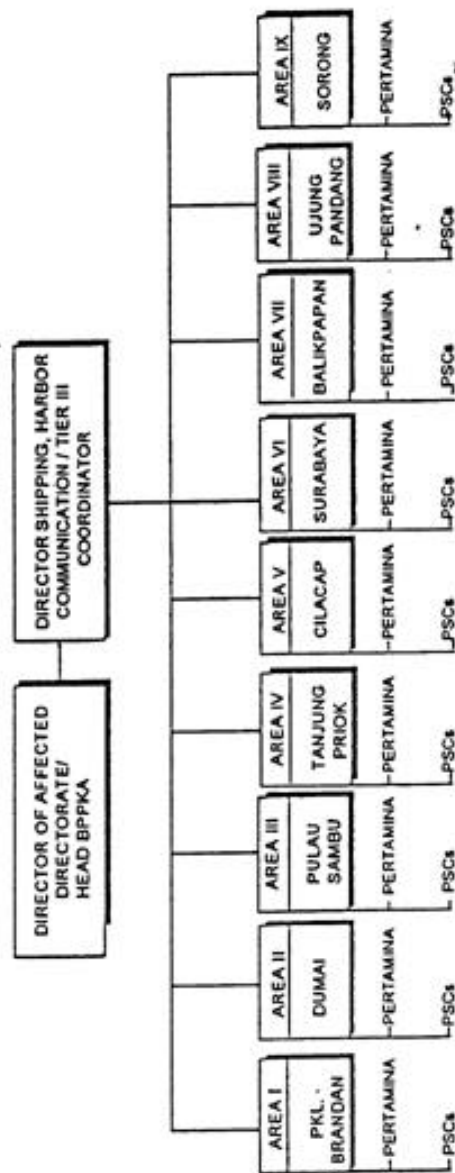 DIRECTOR OF AFFECTED
DIRECTORATE/
HEAD BPPKA
DIRECTOR SHIPPING, HARBOR
COMMUNICATION / TIER III
COORDINATOR
AREA I
PKL. -
BRANDAN
PERTAMINA
PSCs
AREA II
DUMAI
PERTAMINA
PSCs
AREA III
PULAU
SAMBU
PERTAMINA
PSCs
AREA IV
TANJUNG
PRIOK
PERTAMINA
PSCs
AREA V
CILACAP
PERTAMINA
PSCs
AREA VI
SURABAYA
PERTAMINA
PSCs
AREA VII
BALIKPAPAN
PERTAMINA
PSCs
AREA VIII
UJUNG
PANDANG
PERTAMINA
PSCs
AREA IX
SORONG
PERTAMINA
PSCs